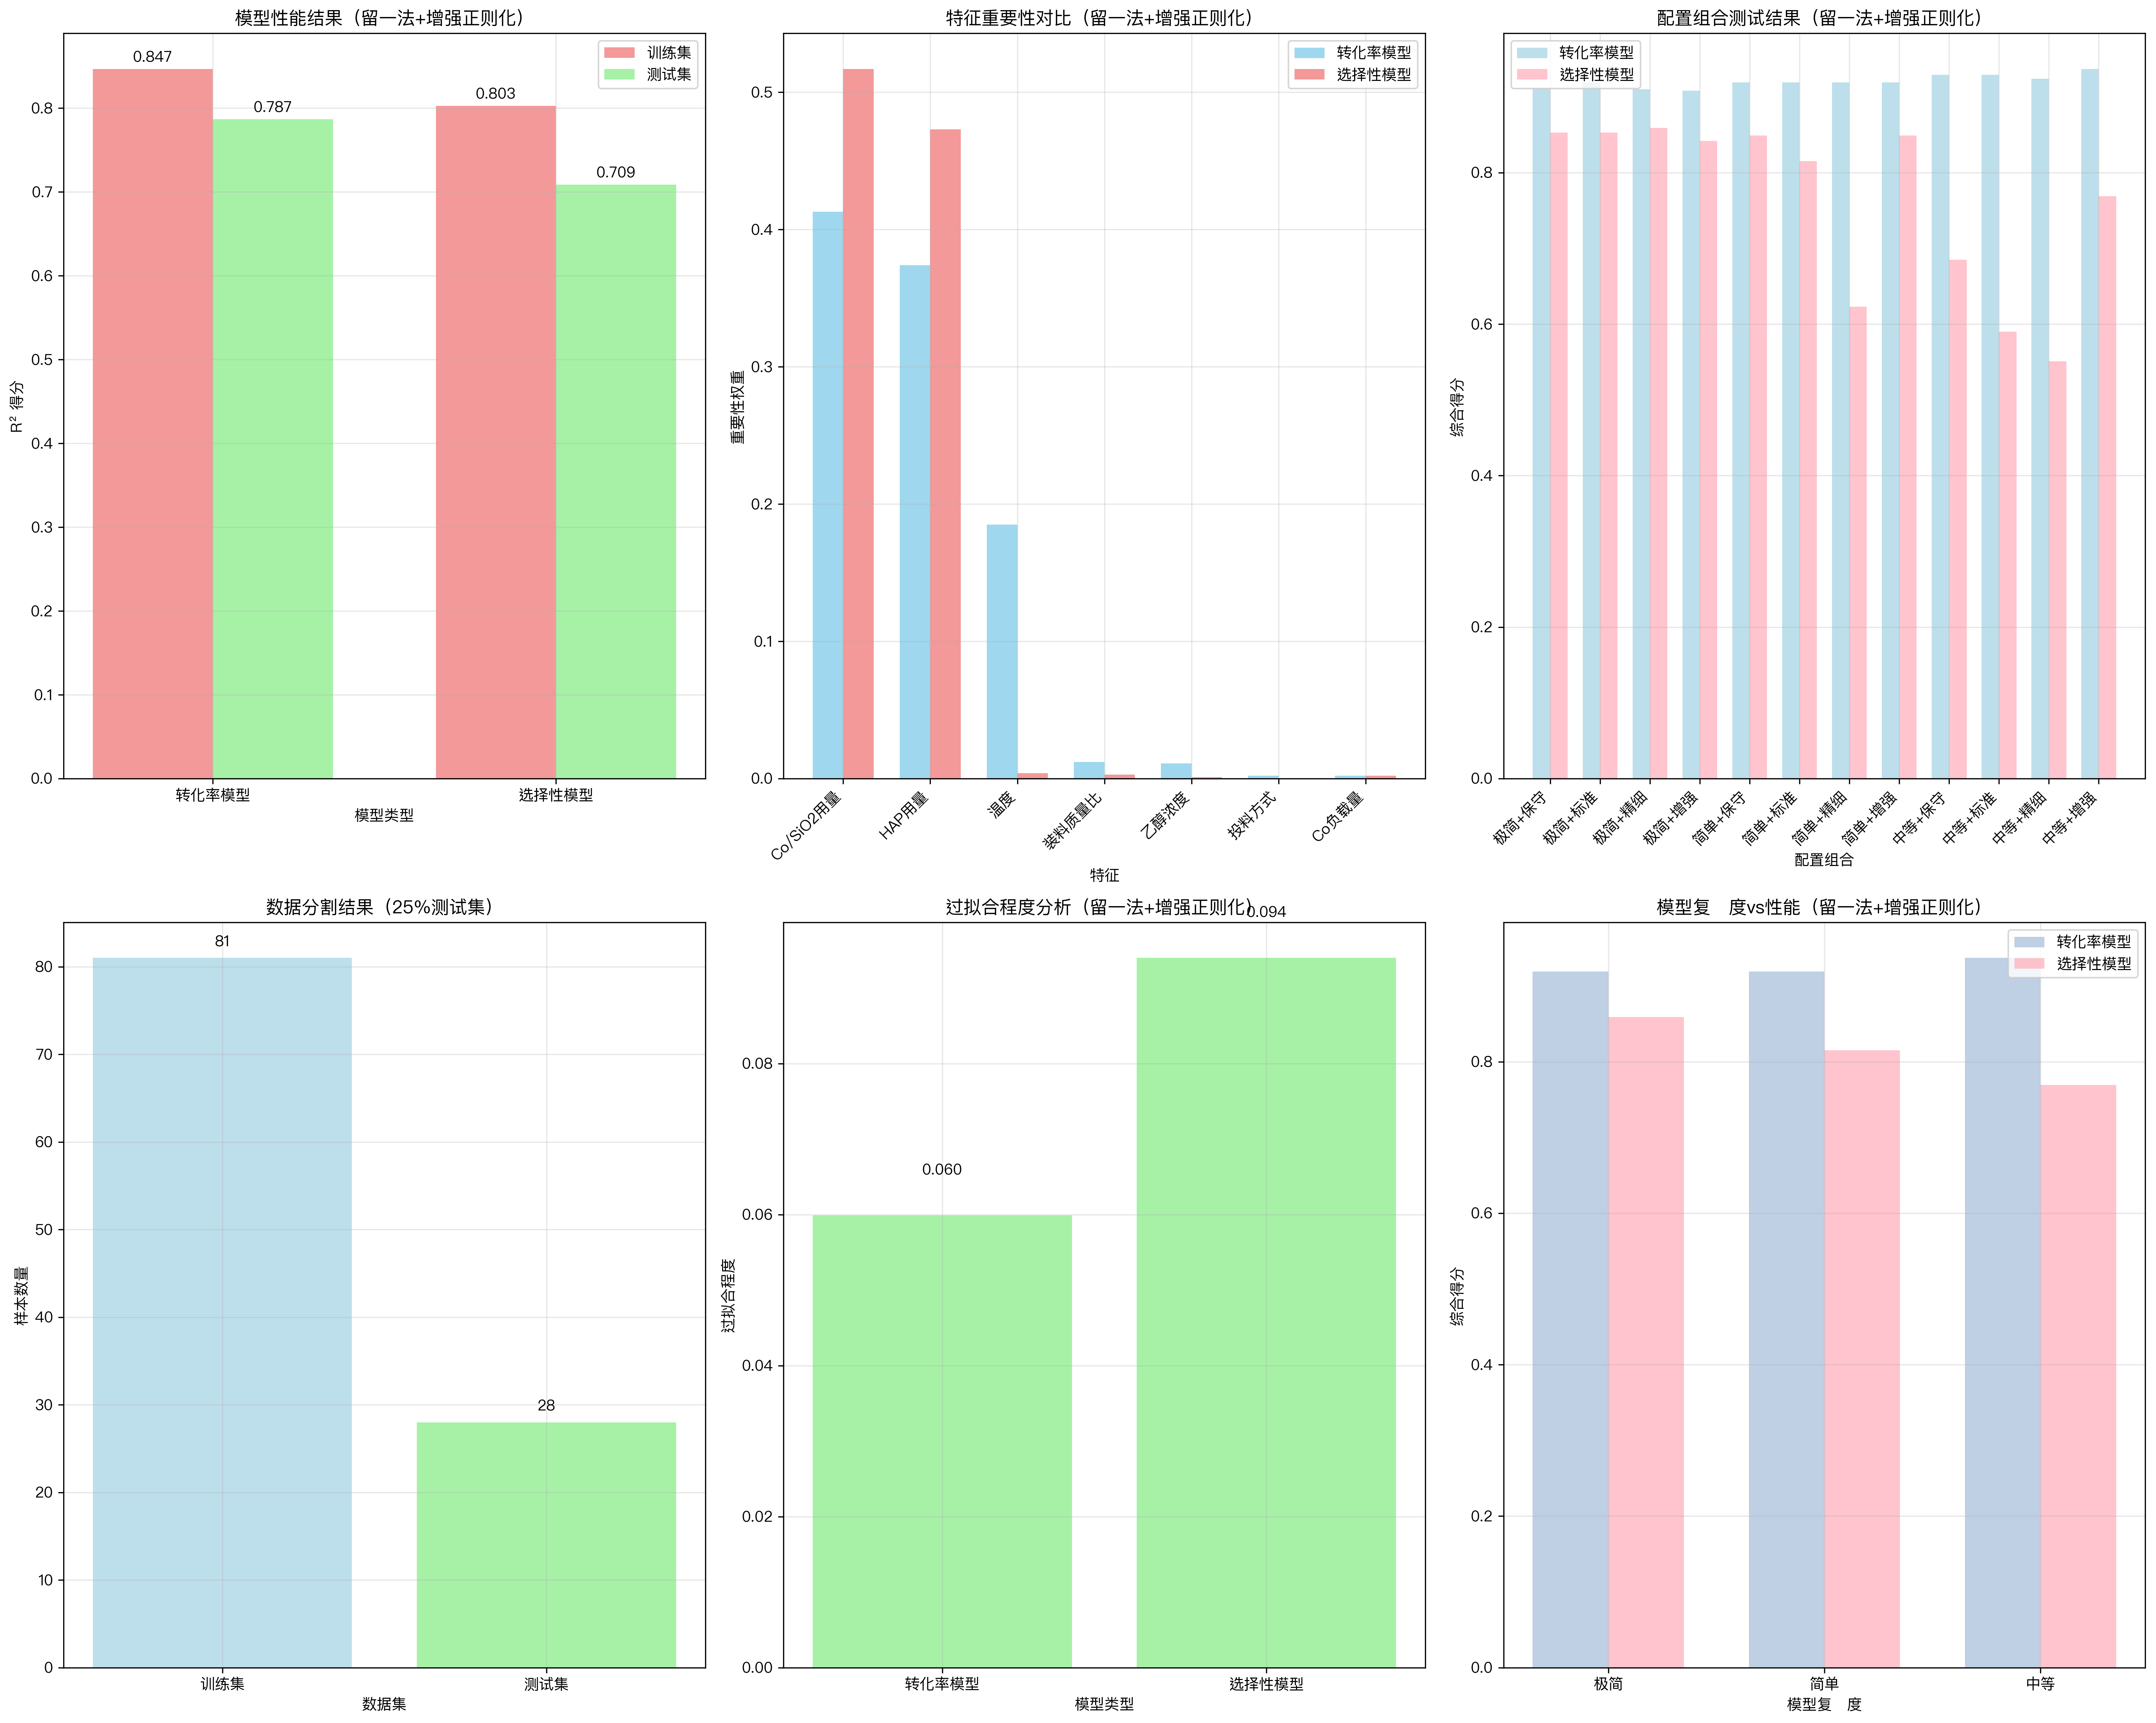 模型性能结果（留一法+增强正则化）
训练集
测试集
0.847
0.787
0.803
0.709
R² 得分
0.8
0.7
0.6
0.5
0.4
0.3
0.2
0.1
0.0
转化率模型
选择性模型
模型类型
特征重要性对比（留一法+增强正则化）
转化率模型
选择性模型
重要性权重
0.5
0.4
0.3
0.2
0.1
0.0
Co/SiO2用量
HAP用量
温度
装料质量比
乙醇浓度
投料方式
Co负载量
特征
配置组合测试结果（留一法+增强正则化）
转化率模型
选择性模型
综合得分
0.8
0.6
0.4
0.2
0.0
极简+保守
极简+标准
极简+精细
极简+增强
简单+保守
简单+标准
简单+精细
简单+增强
中等+保守
中等+标准
中等+精细
中等+增强
配置组合
数据分割结果（25%测试集）
81
28
样本数量
80
70
60
50
40
30
20
10
0
训练集
测试集
数据集
过拟合程度分析（留一法+增强正则化）
0.094
0.060
过拟合程度
0.08
0.06
0.04
0.02
0.00
转化率模型
选择性模型
模型类型
模型复 度vs性能（留一法+增强正则化）
转化率模型
选择性模型
综合得分
0.8
0.6
0.4
0.2
0.0
极简
简单
中等
模型复 度